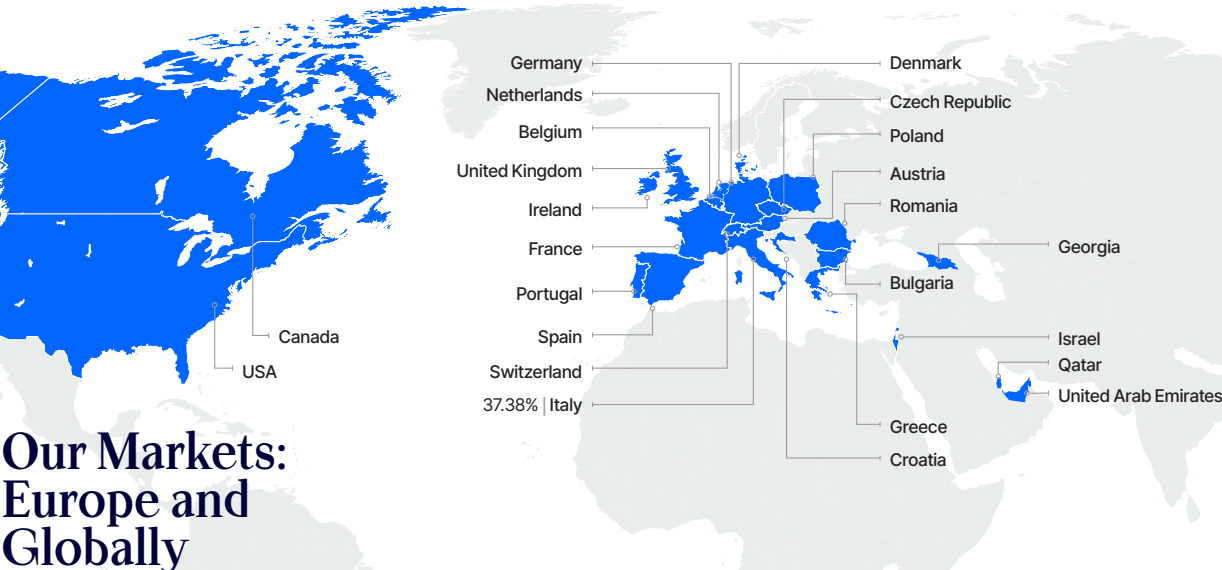 Germany
Netherlands
Belgium
United Kingdom
Ireland
France
Portugal
Spain
Switzerland
37.38% | Italy
Denmark
Czech Republic
Poland
Austria
Romania
Bulgaria
Greece
Croatia
Georgia
Israel
Qatar
United Arab Emirates
Canada
USA
Our Markets:
Europe and
Globally